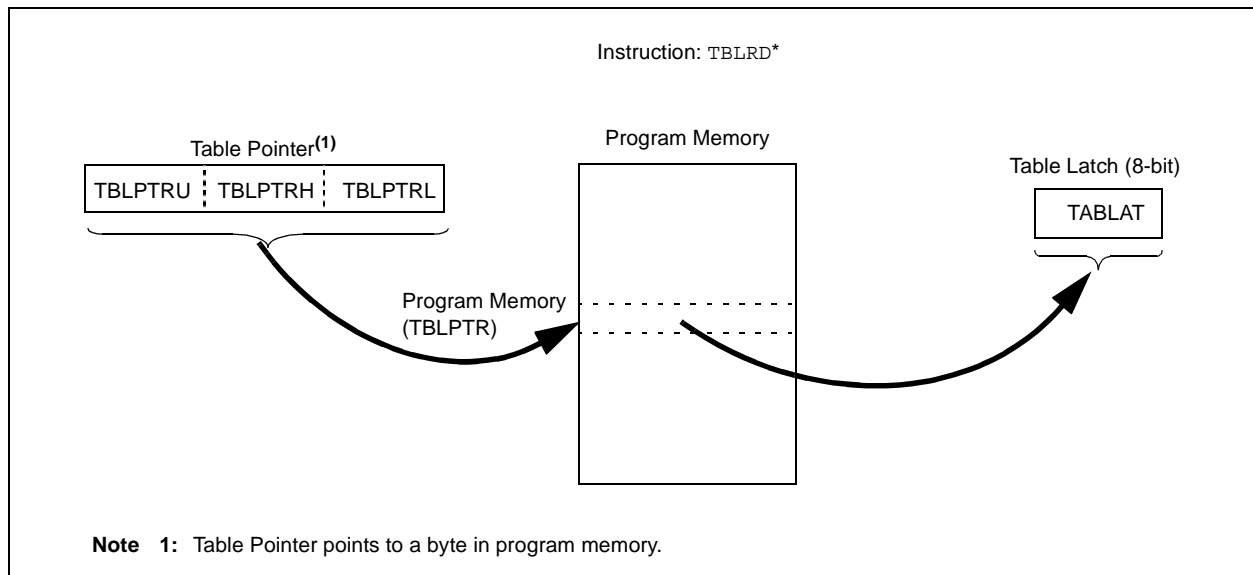 Instruction: TBLRD*
Table Pointer(1)
TBLPTRU TBLPTRH TBLPTRL
Program Memory
(TBLPTR)
Program Memory
Table Latch (8-bit)
TABLAT
Note 1: Table Pointer points to a byte in program memory.